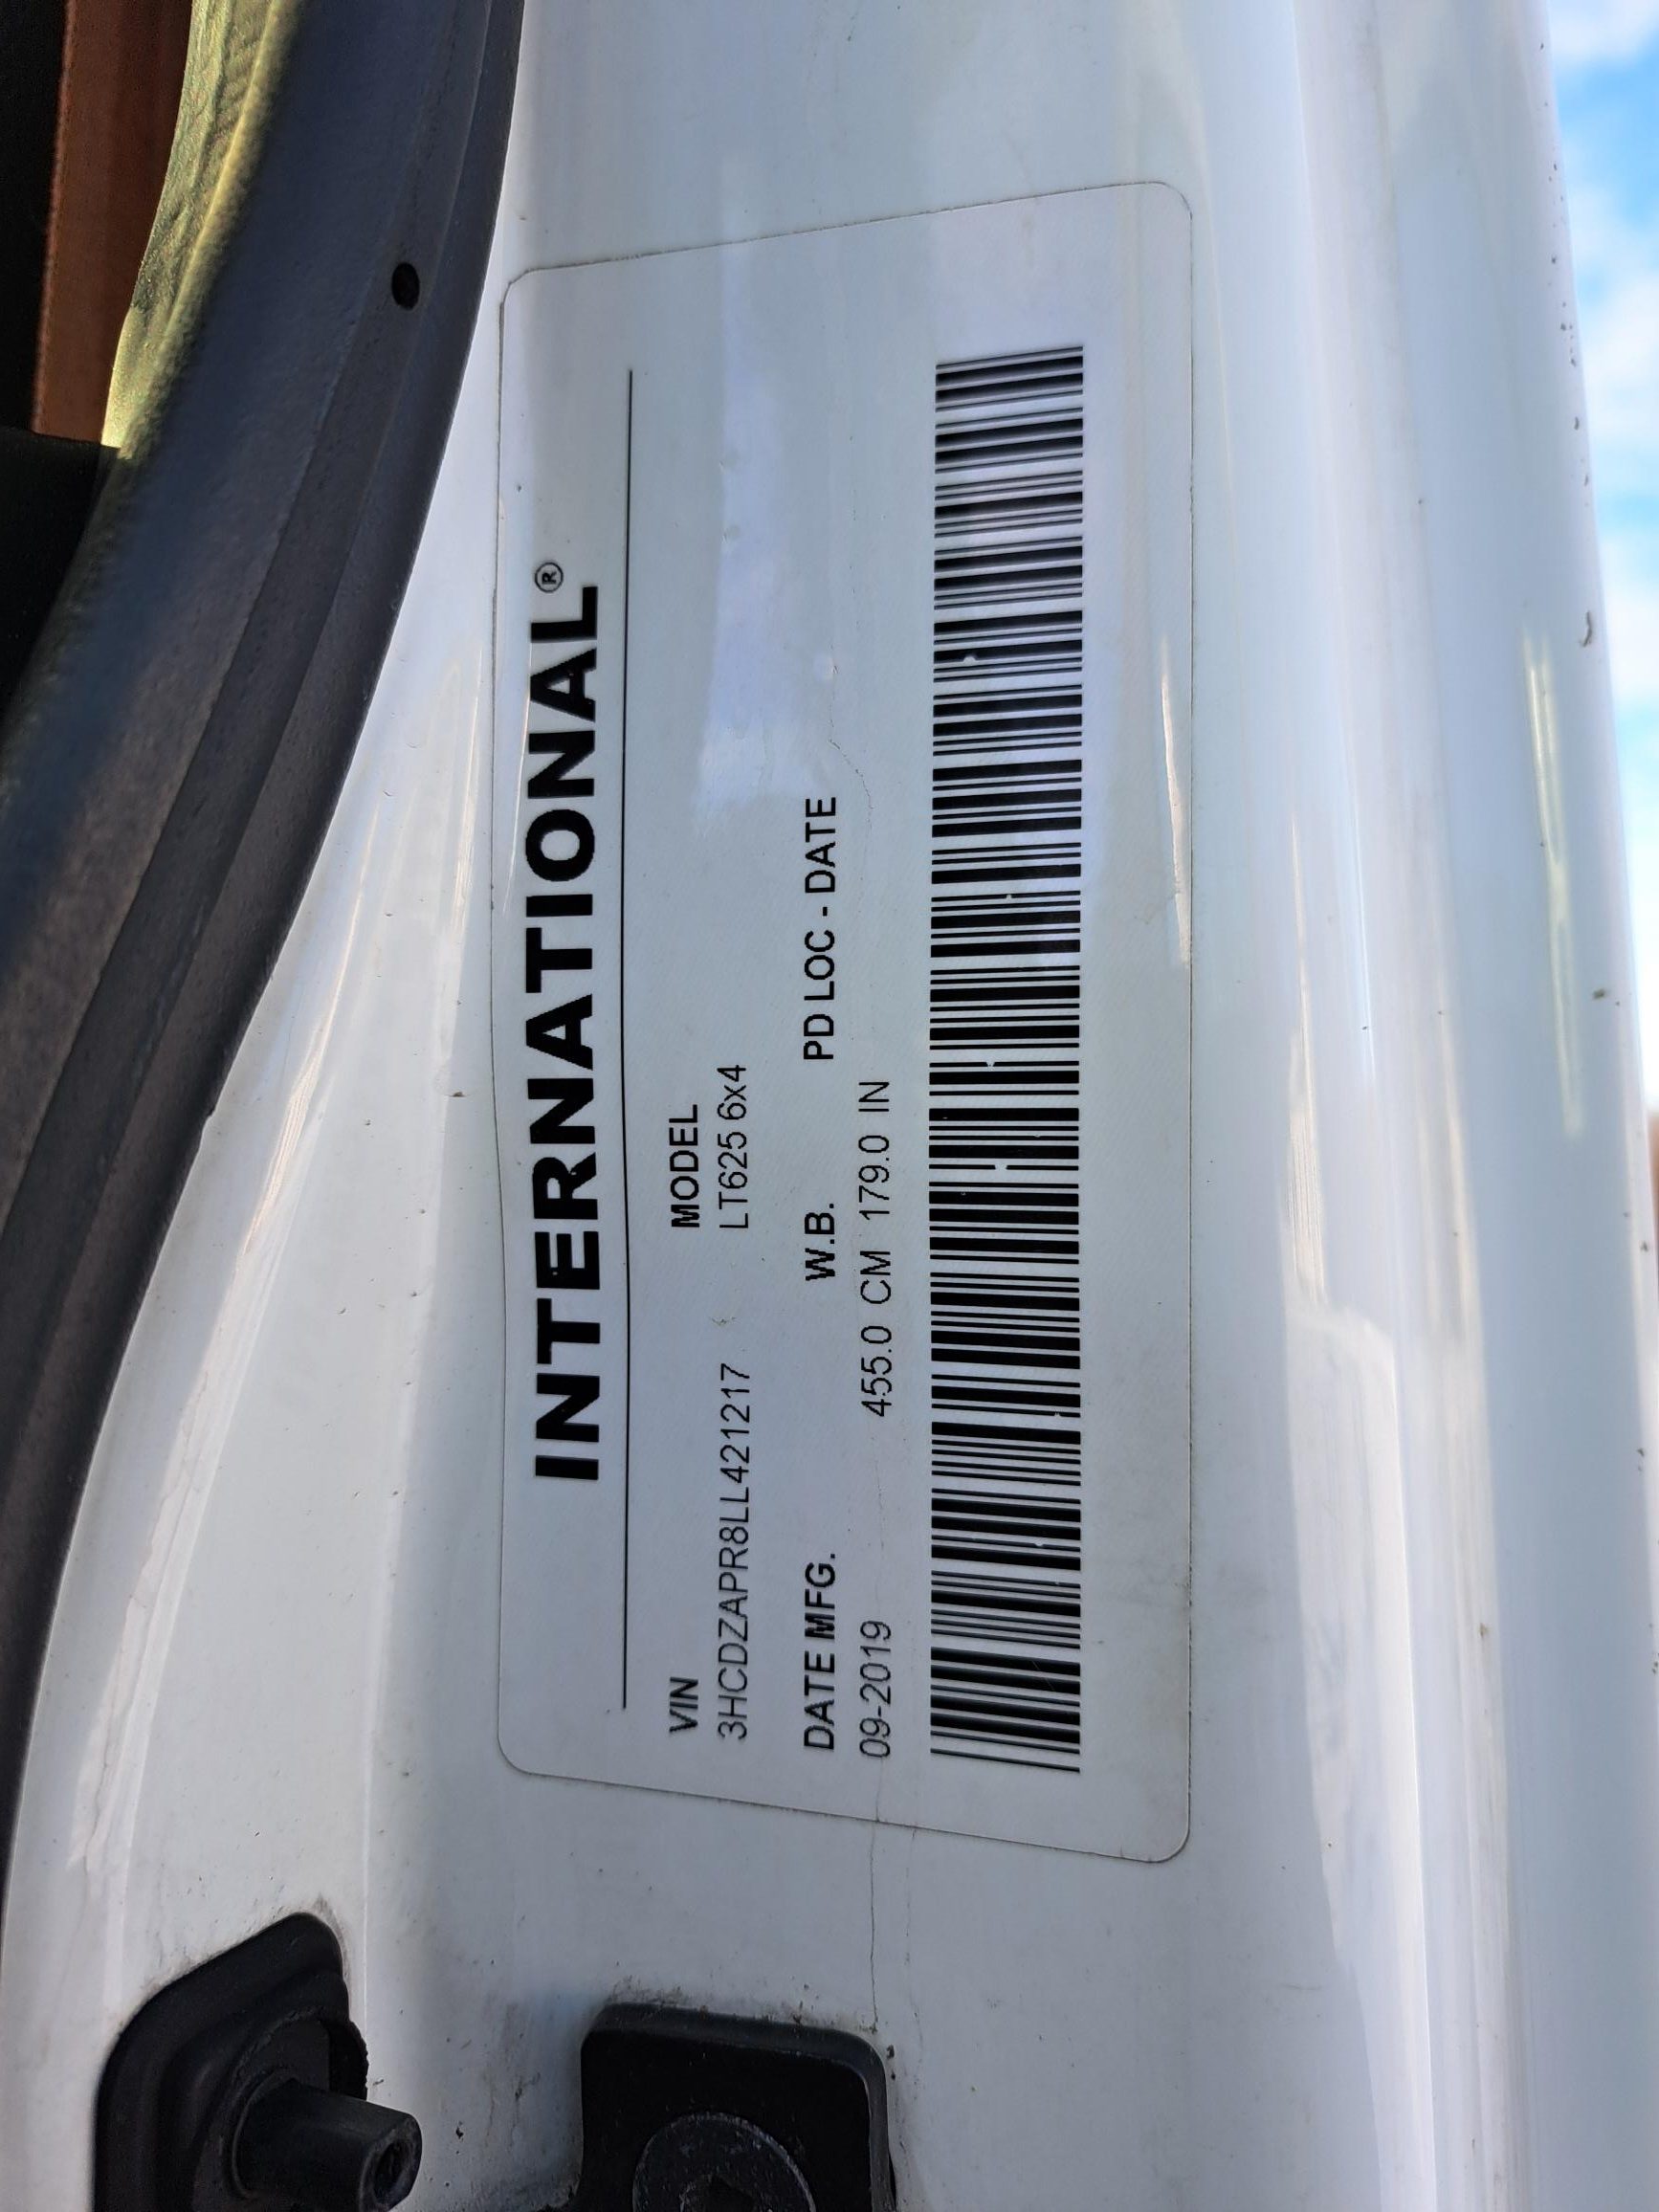 INTERNATIONAL®
VIN MODEL
3HCDZAPR8LL421217 LT625 6x4
DATE MFG. W.B. PD LOC - DATE
09-2019 455.0 CM 179.0 IN